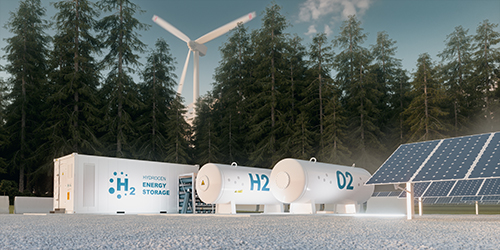 H2
HYDROGEN
ENERGY
STORAGE
H2
O2